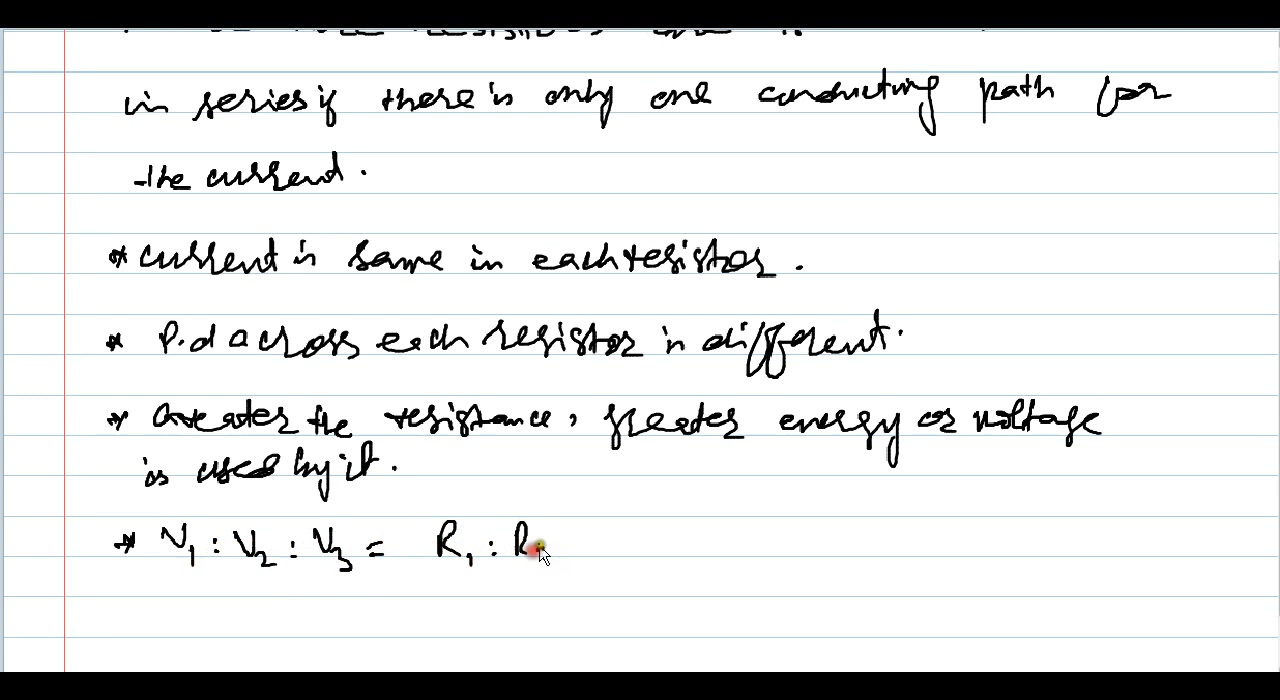 in series if there is only one conducting path for
the current.
* current is same in each resistor.
* P.d across each resistor is different.
* Greater the resistance, greater energy or voltage
is used by it.
* V₁ : V₂ : V₃ = R₁ : R